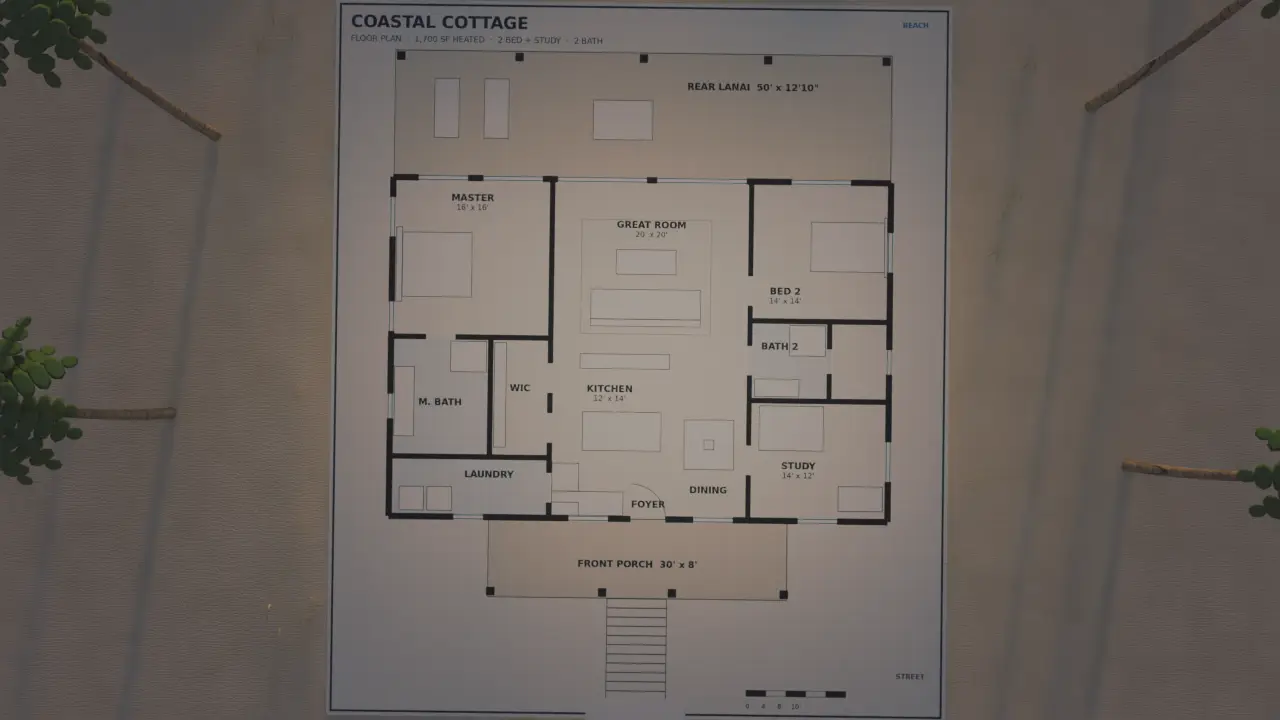 COASTAL COTTAGE
BEACH
FLOOR PLAN · 1,700 SF HEATED · 2 BED + STUDY · 2 BATH
REAR LANAI 50' x 12'10"
MASTER
16' x 16'
GREAT ROOM
20' x 20'
BED 2
14' x 14'
BATH 2
M. BATH
WIC
KITCHEN
12' x 14'
LAUNDRY
STUDY
14' x 12'
DINING
FOYER
FRONT PORCH 30' x 8'
STREET
0 4 8 16